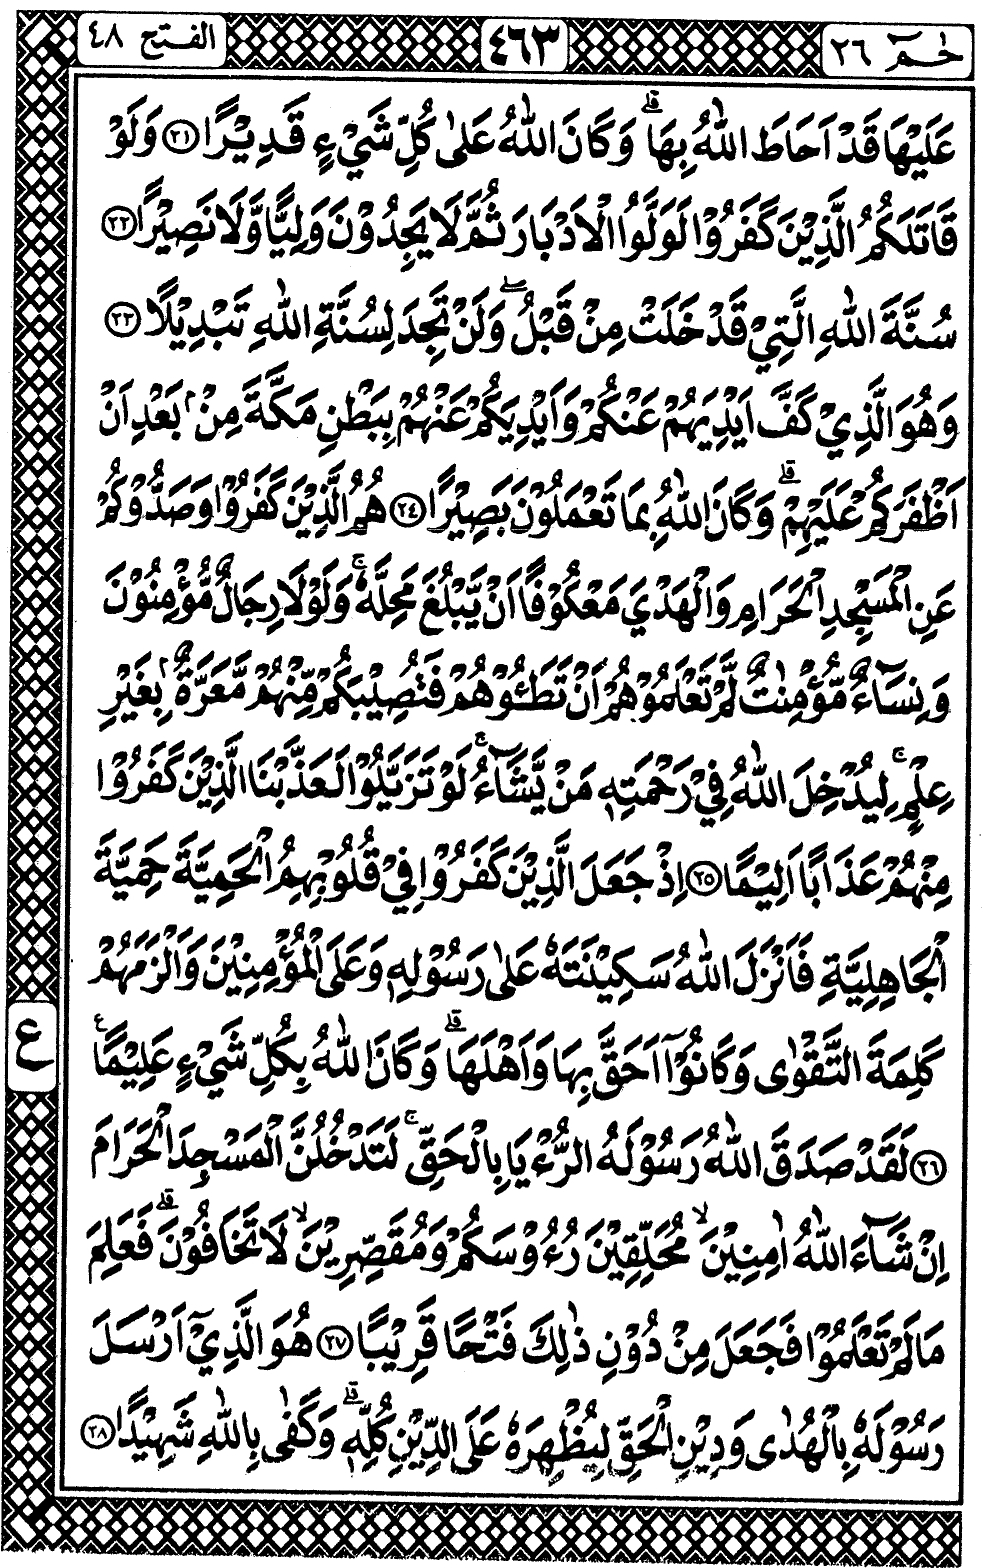 حٰمٓ ٢٦ ٤٦٣ الفتح ٤٨
عَلَيْهَا قَدْ اَحَاطَ اللّٰهُ بِهَا ؕ وَكَانَ اللّٰهُ عَلٰى كُلِّ شَيْءٍ قَدِيْرًا ﴿٢١﴾ وَلَوْ
قَاتَلَكُمُ الَّذِيْنَ كَفَرُوْا لَوَلَّوُا الْاَدْبَارَ ثُمَّ لَا يَجِدُوْنَ وَلِيًّا وَّلَا نَصِيْرًا ﴿٢٢﴾
سُنَّةَ اللّٰهِ الَّتِيْ قَدْ خَلَتْ مِنْ قَبْلُ ۖ وَلَنْ تَجِدَ لِسُنَّةِ اللّٰهِ تَبْدِيْلًا ﴿٢٣﴾
وَهُوَ الَّذِيْ كَفَّ اَيْدِيَهُمْ عَنْكُمْ وَاَيْدِيَكُمْ عَنْهُمْ بِبَطْنِ مَكَّةَ مِنْۢ بَعْدِ اَنْ
اَظْفَرَكُمْ عَلَيْهِمْ ؕ وَكَانَ اللّٰهُ بِمَا تَعْمَلُوْنَ بَصِيْرًا ﴿٢٤﴾ هُمُ الَّذِيْنَ كَفَرُوْا وَصَدُّوْكُمْ
عَنِ الْمَسْجِدِ الْحَرَامِ وَالْهَدْيَ مَعْكُوْفًا اَنْ يَّبْلُغَ مَحِلَّهٗ ۚ وَلَوْلَا رِجَالٌ مُّؤْمِنُوْنَ
وَنِسَآءٌ مُّؤْمِنٰتٌ لَّمْ تَعْلَمُوْهُمْ اَنْ تَطَـُٔوْهُمْ فَتُصِيْبَكُمْ مِّنْهُمْ مَّعَرَّةٌۢ بِغَيْرِ
عِلْمٍ ۚ لِيُدْخِلَ اللّٰهُ فِيْ رَحْمَتِهٖ مَنْ يَّشَآءُ ۚ لَوْ تَزَيَّلُوْا لَعَذَّبْنَا الَّذِيْنَ كَفَرُوْا
مِنْهُمْ عَذَابًا اَلِيْمًا ﴿٢٥﴾ اِذْ جَعَلَ الَّذِيْنَ كَفَرُوْا فِيْ قُلُوْبِهِمُ الْحَمِيَّةَ حَمِيَّةَ
الْجَاهِلِيَّةِ فَاَنْزَلَ اللّٰهُ سَكِيْنَتَهٗ عَلٰى رَسُوْلِهٖ وَعَلَى الْمُؤْمِنِيْنَ وَاَلْزَمَهُمْ
كَلِمَةَ التَّقْوٰى وَكَانُوْۤا اَحَقَّ بِهَا وَاَهْلَهَا ؕ وَكَانَ اللّٰهُ بِكُلِّ شَيْءٍ عَلِيْمًا ع
ع
﴿٢٦﴾ لَقَدْ صَدَقَ اللّٰهُ رَسُوْلَهُ الرُّءْيَا بِالْحَقِّ ۚ لَتَدْخُلُنَّ الْمَسْجِدَ الْحَرَامَ
اِنْ شَآءَ اللّٰهُ اٰمِنِيْنَ ۙ مُحَلِّقِيْنَ رُءُوْسَكُمْ وَمُقَصِّرِيْنَ ۙ لَا تَخَافُوْنَ ؕ فَعَلِمَ
مَا لَمْ تَعْلَمُوْا فَجَعَلَ مِنْ دُوْنِ ذٰلِكَ فَتْحًا قَرِيْبًا ﴿٢٧﴾ هُوَ الَّذِيْۤ اَرْسَلَ
رَسُوْلَهٗ بِالْهُدٰى وَدِيْنِ الْحَقِّ لِيُظْهِرَهٗ عَلَى الدِّيْنِ كُلِّهٖ ؕ وَكَفٰى بِاللّٰهِ شَهِيْدًا ﴿٢٨﴾